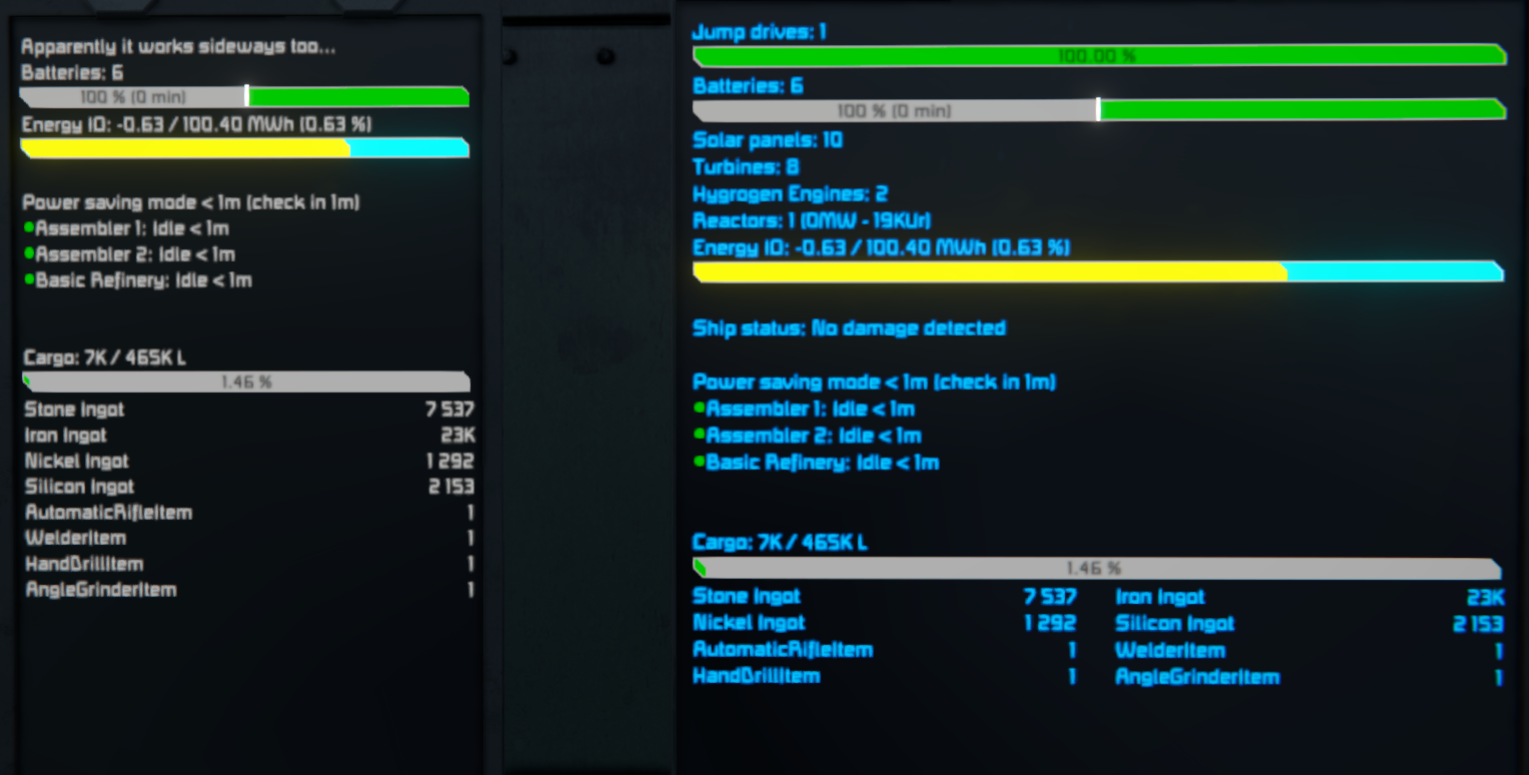 Apparently it works sideways too...
Batteries: 6
100 % (0 min)
Energy IO: -0.63 / 100.40 MWh (0.63 %)
Power saving mode < 1m (check in 1m)
Assembler 1: Idle < 1m
Assembler 2: Idle < 1m
Basic Refinery: Idle < 1m
Cargo: 7K / 465K L
1.46 %
Stone Ingot 7 537
Iron Ingot 23K
Nickel Ingot 1 292
Silicon Ingot 2 153
AutomaticRifleItem 1
WelderItem 1
HandDrillItem 1
AngleGrinderItem 1
Jump drives: 1
100.00 %
Batteries: 6
100 % (0 min)
Solar panels: 10
Turbines: 8
Hygrogen Engines: 2
Reactors: 1 (0MW - 19KUr)
Energy IO: -0.63 / 100.40 MWh (0.63 %)
Ship status: No damage detected
Power saving mode < 1m (check in 1m)
Assembler 1: Idle < 1m
Assembler 2: Idle < 1m
Basic Refinery: Idle < 1m
Cargo: 7K / 465K L
1.46 %
Stone Ingot 7 537 Iron Ingot 23K
Nickel Ingot 1 292 Silicon Ingot 2 153
AutomaticRifleItem 1 WelderItem 1
HandDrillItem 1 AngleGrinderItem 1